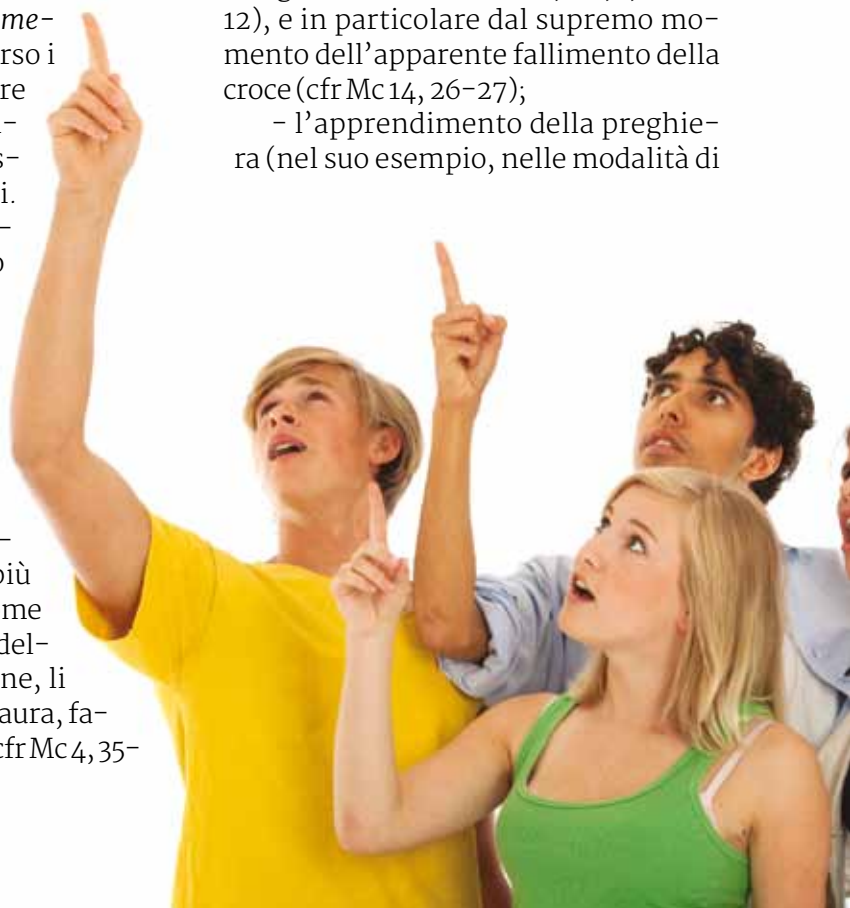 me-
rso i
re
-
s-
i.
-
o
-
più
me
del-
ne, li
aura, fa-
cfr Mc 4, 35-
12), e in particolare dal supremo mo-
mento dell’apparente fallimento della
croce (cfr Mc 14, 26-27);
- l’apprendimento della preghie-
ra (nel suo esempio, nelle modalità di